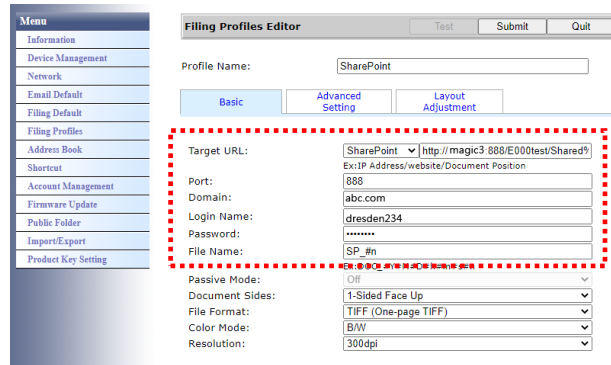 Menu
Information
Device Management
Network
Email Default
Filing Default
Filing Profiles
Address Book
Shortcut
Account Management
Firmware Update
Public Folder
Import/Export
Product Key Setting
Filing Profiles Editor Test Submit Quit
Profile Name: SharePoint
Basic Advanced Setting Layout Adjustment
Target URL: SharePoint http://magic3:888/E000test/Shared%
Ex:IP Address/website/Document Position
Port: 888
Domain: abc.com
Login Name: dresden234
Password: ••••••••
File Name: SP_#n
Passive Mode: Off
Document Sides: 1-Sided Face Up
File Format: TIFF (One-page TIFF)
Color Mode: B/W
Resolution: 300dpi